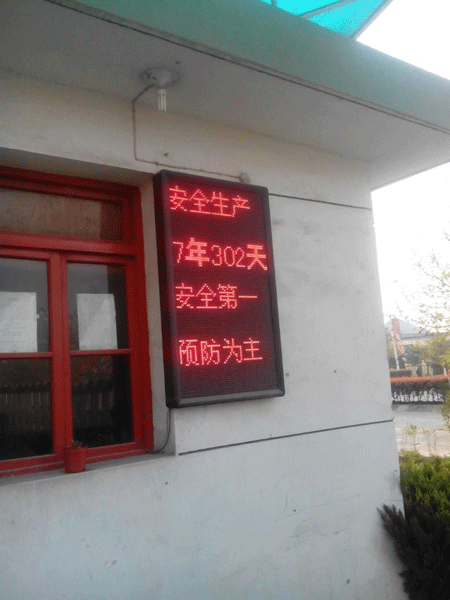 安全生产
7年302天
安全第一
预防为主